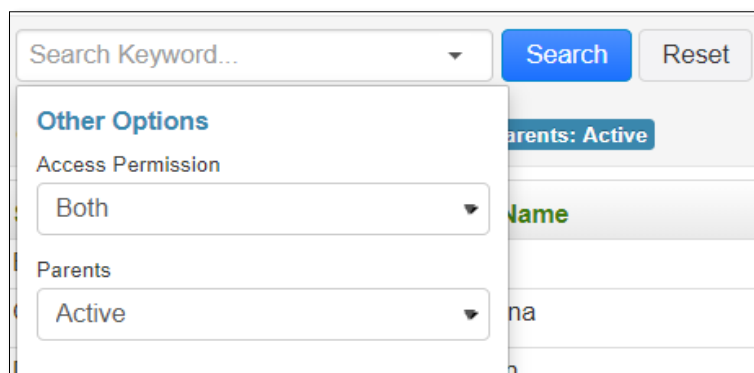 Search Keyword... Search Reset
Other Options
arents: Active
Access Permission
Both
Name
Parents
Active
na